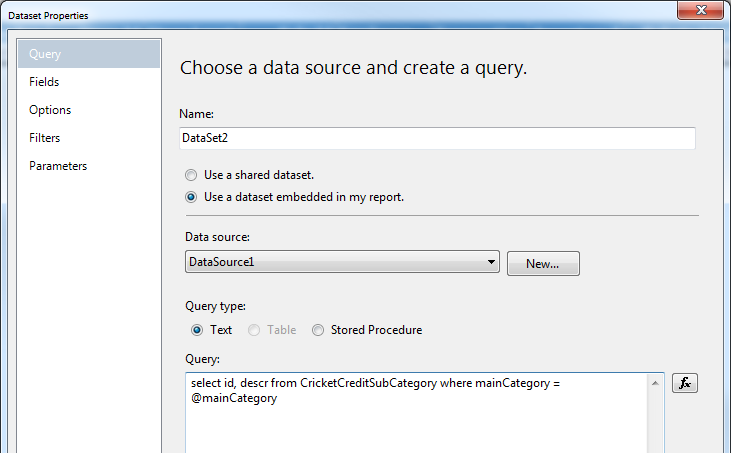 Dataset Properties
Query
Fields
Options
Filters
Parameters
Choose a data source and create a query.
Name:
DataSet2
Use a shared dataset.
Use a dataset embedded in my report.
Data source:
DataSource1
New...
Query type:
Text
Table
Stored Procedure
Query:
select id, descr from CricketCreditSubCategory where mainCategory =
@mainCategory
fx